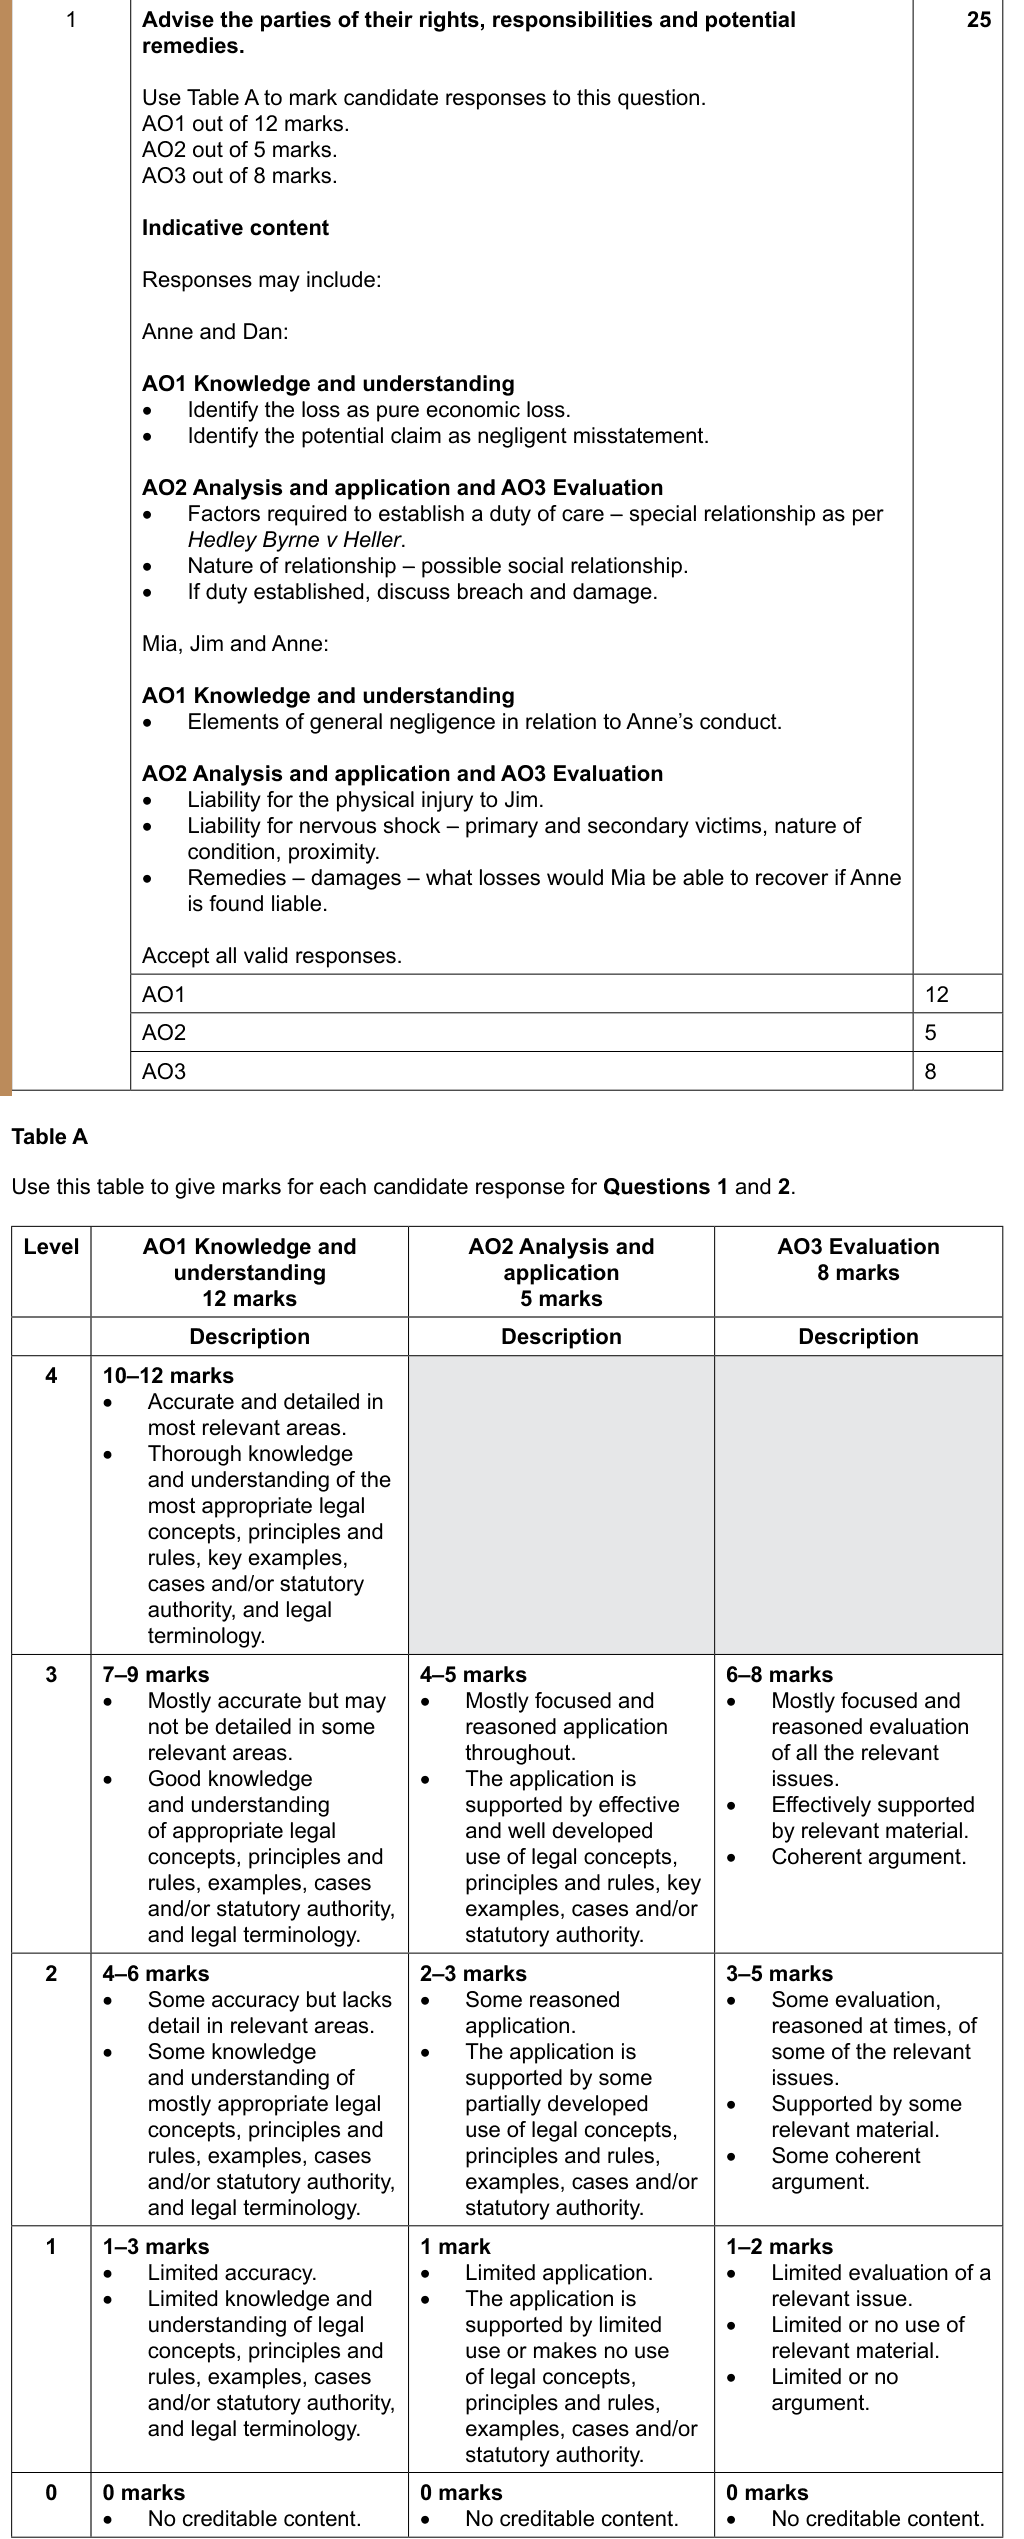 1
Advise the parties of their rights, responsibilities and potential
remedies.
25
Use Table A to mark candidate responses to this question.
AO1 out of 12 marks.
AO2 out of 5 marks.
AO3 out of 8 marks.
Indicative content
Responses may include:
Anne and Dan:
AO1 Knowledge and understanding
• Identify the loss as pure economic loss.
• Identify the potential claim as negligent misstatement.
AO2 Analysis and application and AO3 Evaluation
• Factors required to establish a duty of care – special relationship as per
Hedley Byrne v Heller.
• Nature of relationship – possible social relationship.
• If duty established, discuss breach and damage.
Mia, Jim and Anne:
AO1 Knowledge and understanding
• Elements of general negligence in relation to Anne's conduct.
AO2 Analysis and application and AO3 Evaluation
• Liability for the physical injury to Jim.
• Liability for nervous shock – primary and secondary victims, nature of
condition, proximity.
• Remedies – damages – what losses would Mia be able to recover if Anne
is found liable.
Accept all valid responses.
AO1 12
AO2 5
AO3 8
Table A
Use this table to give marks for each candidate response for Questions 1 and 2.
Level
AO1 Knowledge and
understanding
12 marks
AO2 Analysis and
application
5 marks
AO3 Evaluation
8 marks
Description
Description
Description
4
10–12 marks
• Accurate and detailed in
most relevant areas.
• Thorough knowledge
and understanding of the
most appropriate legal
concepts, principles and
rules, key examples,
cases and/or statutory
authority, and legal
terminology.
3
7–9 marks
• Mostly accurate but may
not be detailed in some
relevant areas.
• Good knowledge
and understanding
of appropriate legal
concepts, principles and
rules, examples, cases
and/or statutory authority,
and legal terminology.
4–5 marks
• Mostly focused and
reasoned application
throughout.
• The application is
supported by effective
and well developed
use of legal concepts,
principles and rules, key
examples, cases and/or
statutory authority.
6–8 marks
• Mostly focused and
reasoned evaluation
of all the relevant
issues.
• Effectively supported
by relevant material.
• Coherent argument.
2
4–6 marks
• Some accuracy but lacks
detail in relevant areas.
• Some knowledge
and understanding of
mostly appropriate legal
concepts, principles and
rules, examples, cases
and/or statutory authority,
and legal terminology.
2–3 marks
• Some reasoned
application.
• The application is
supported by some
partially developed
use of legal concepts,
principles and rules,
examples, cases and/or
statutory authority.
3–5 marks
• Some evaluation,
reasoned at times, of
some of the relevant
issues.
• Supported by some
relevant material.
• Some coherent
argument.
1
1–3 marks
• Limited accuracy.
• Limited knowledge and
understanding of legal
concepts, principles and
rules, examples, cases
and/or statutory authority,
and legal terminology.
1 mark
• Limited application.
• The application is
supported by limited
use or makes no use
of legal concepts,
principles and rules,
examples, cases and/or
statutory authority.
1–2 marks
• Limited evaluation of a
relevant issue.
• Limited or no use of
relevant material.
• Limited or no
argument.
0
0 marks
• No creditable content.
0 marks
• No creditable content.
0 marks
• No creditable content.